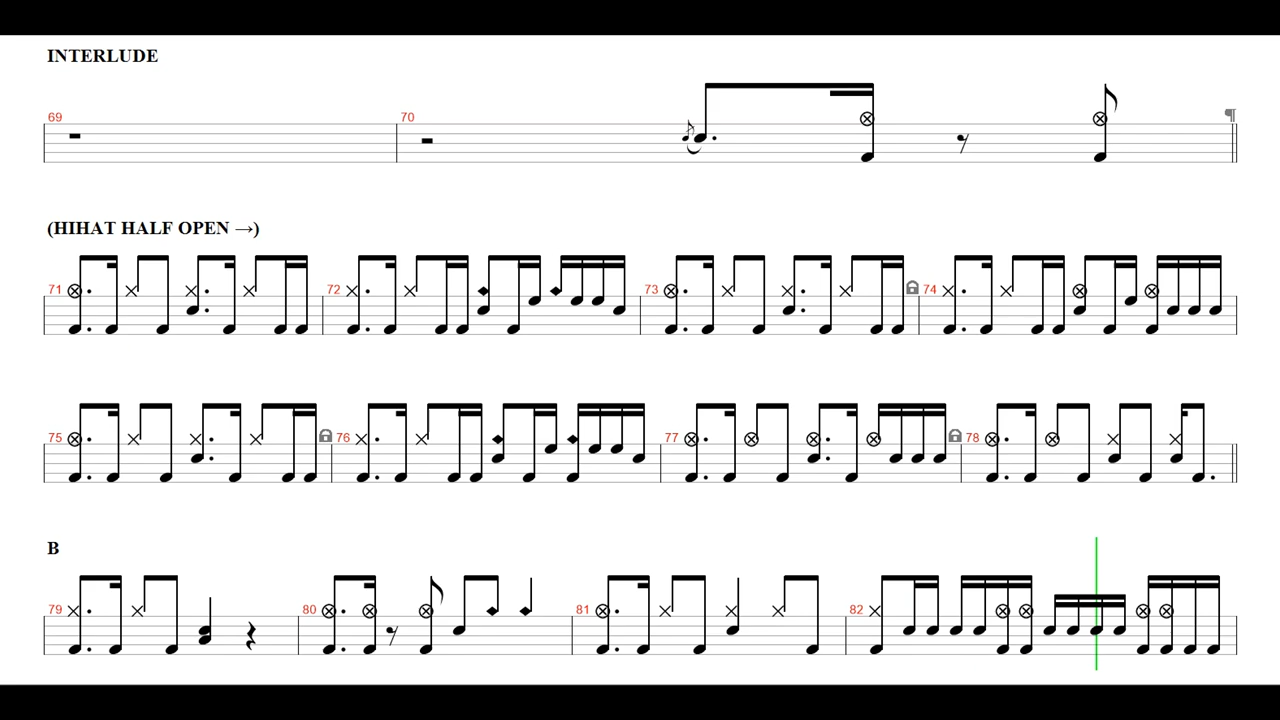 INTERLUDE
69 70 ¶
(HIHAT HALF OPEN →)
71 72 73 74
75 76 77 78
B
79 80 81 82